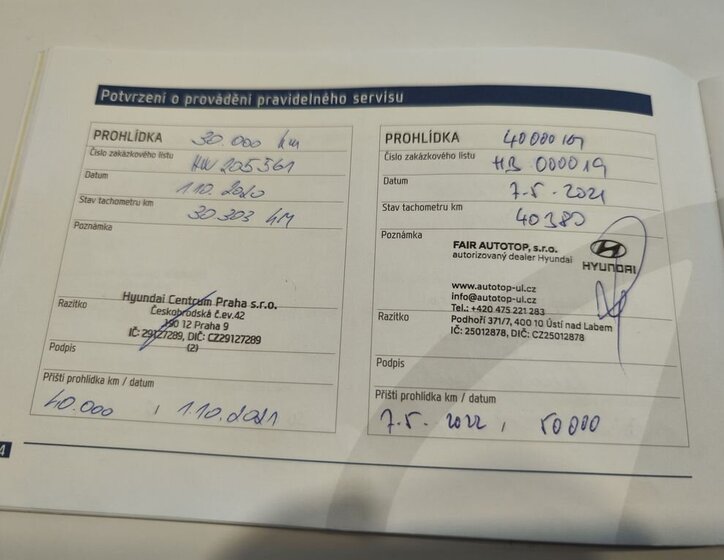 Potvrzení o provádění pravidelného servisu
PROHLÍDKA 30.000 km
Číslo zakázkového listu HW 205561
Datum 1.10.2020
Stav tachometru km 30.303 KM
Poznámka
Razítko
Hyundai Centrum Praha s.r.o.
Českobrodská č.ev.42
190 12 Praha 9
IČ: 29127289, DIČ: CZ29127289
(2)
Podpis
Příští prohlídka km / datum
40.000 , 1.10.2021
PROHLÍDKA 40000 km
Číslo zakázkového listu HB 000019
Datum 7.5.2021
Stav tachometru km 40380
Poznámka
FAIR AUTOTOP, s.r.o.
autorizovaný dealer Hyundai
HYUNDAI
www.autotop-ul.cz
info@autotop-ul.cz
Tel.: +420 475 221 283
Razítko
Podhoří 371/7, 400 10 Ústí nad Labem
IČ: 25012878, DIČ: CZ25012878
Podpis
Příští prohlídka km / datum
7.5. 2022 , 50000
4